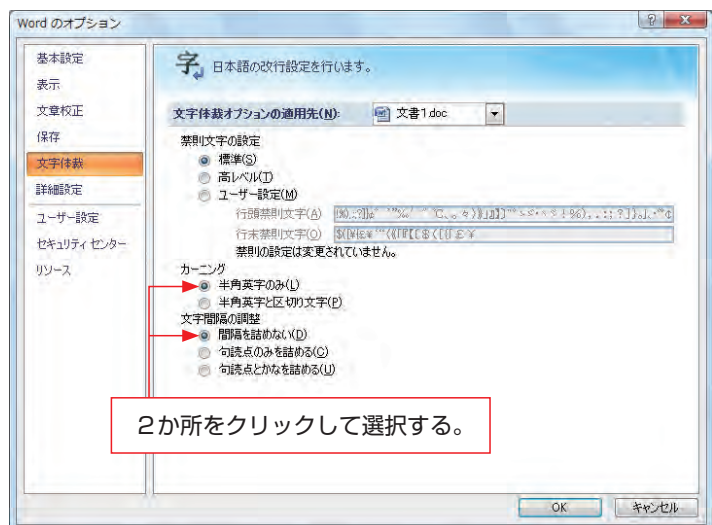 Word のオプション
基本設定
表示
文章校正
保存
文字体裁
詳細設定
ユーザー設定
セキュリティ センター
リソース
字 日本語の改行設定を行います。
文字体裁オプションの適用先(N): 文書1.doc
禁則文字の設定
標準(S)
高レベル(T)
ユーザー設定(M)
行頭禁則文字(A)
行末禁則文字(O)
禁則の設定は変更されていません。
カーニング
半角英字のみ(L)
半角英字と区切り文字(P)
文字間隔の調整
間隔を詰めない(D)
句読点のみを詰める(C)
句読点とかなを詰める(U)
2か所をクリックして選択する。
OK キャンセル